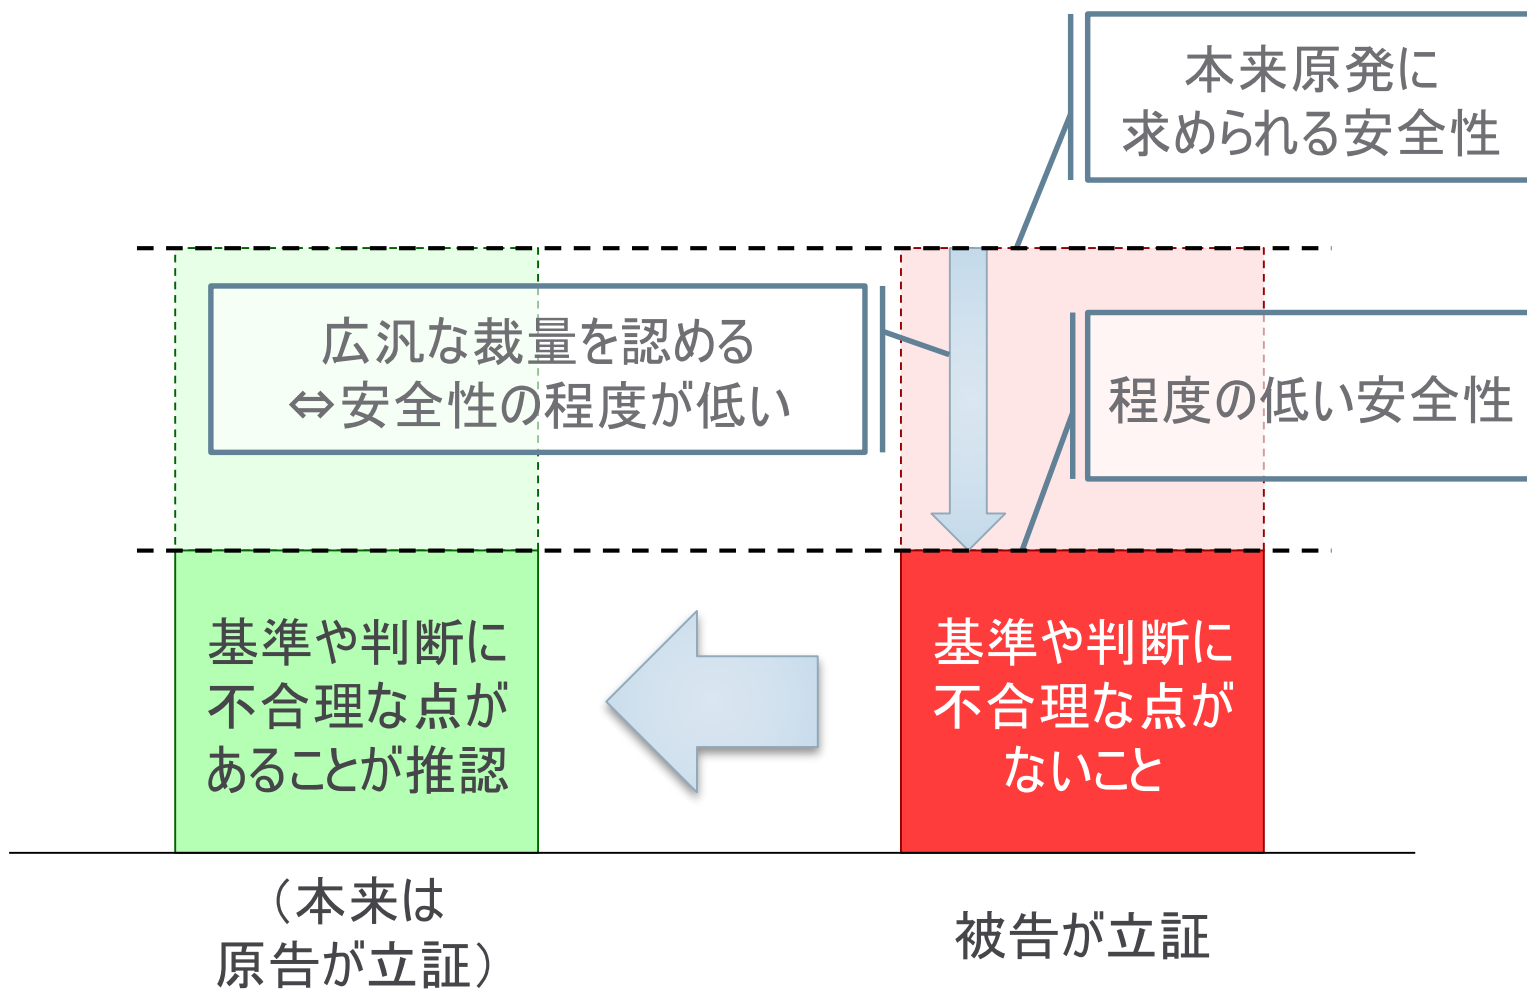 本来原発に
求められる安全性
広汎な裁量を認める
⇔安全性の程度が低い
程度の低い安全性
基準や判断に
不合理な点が
あることが推認
基準や判断に
不合理な点が
ないこと
（本来は
原告が立証）
被告が立証